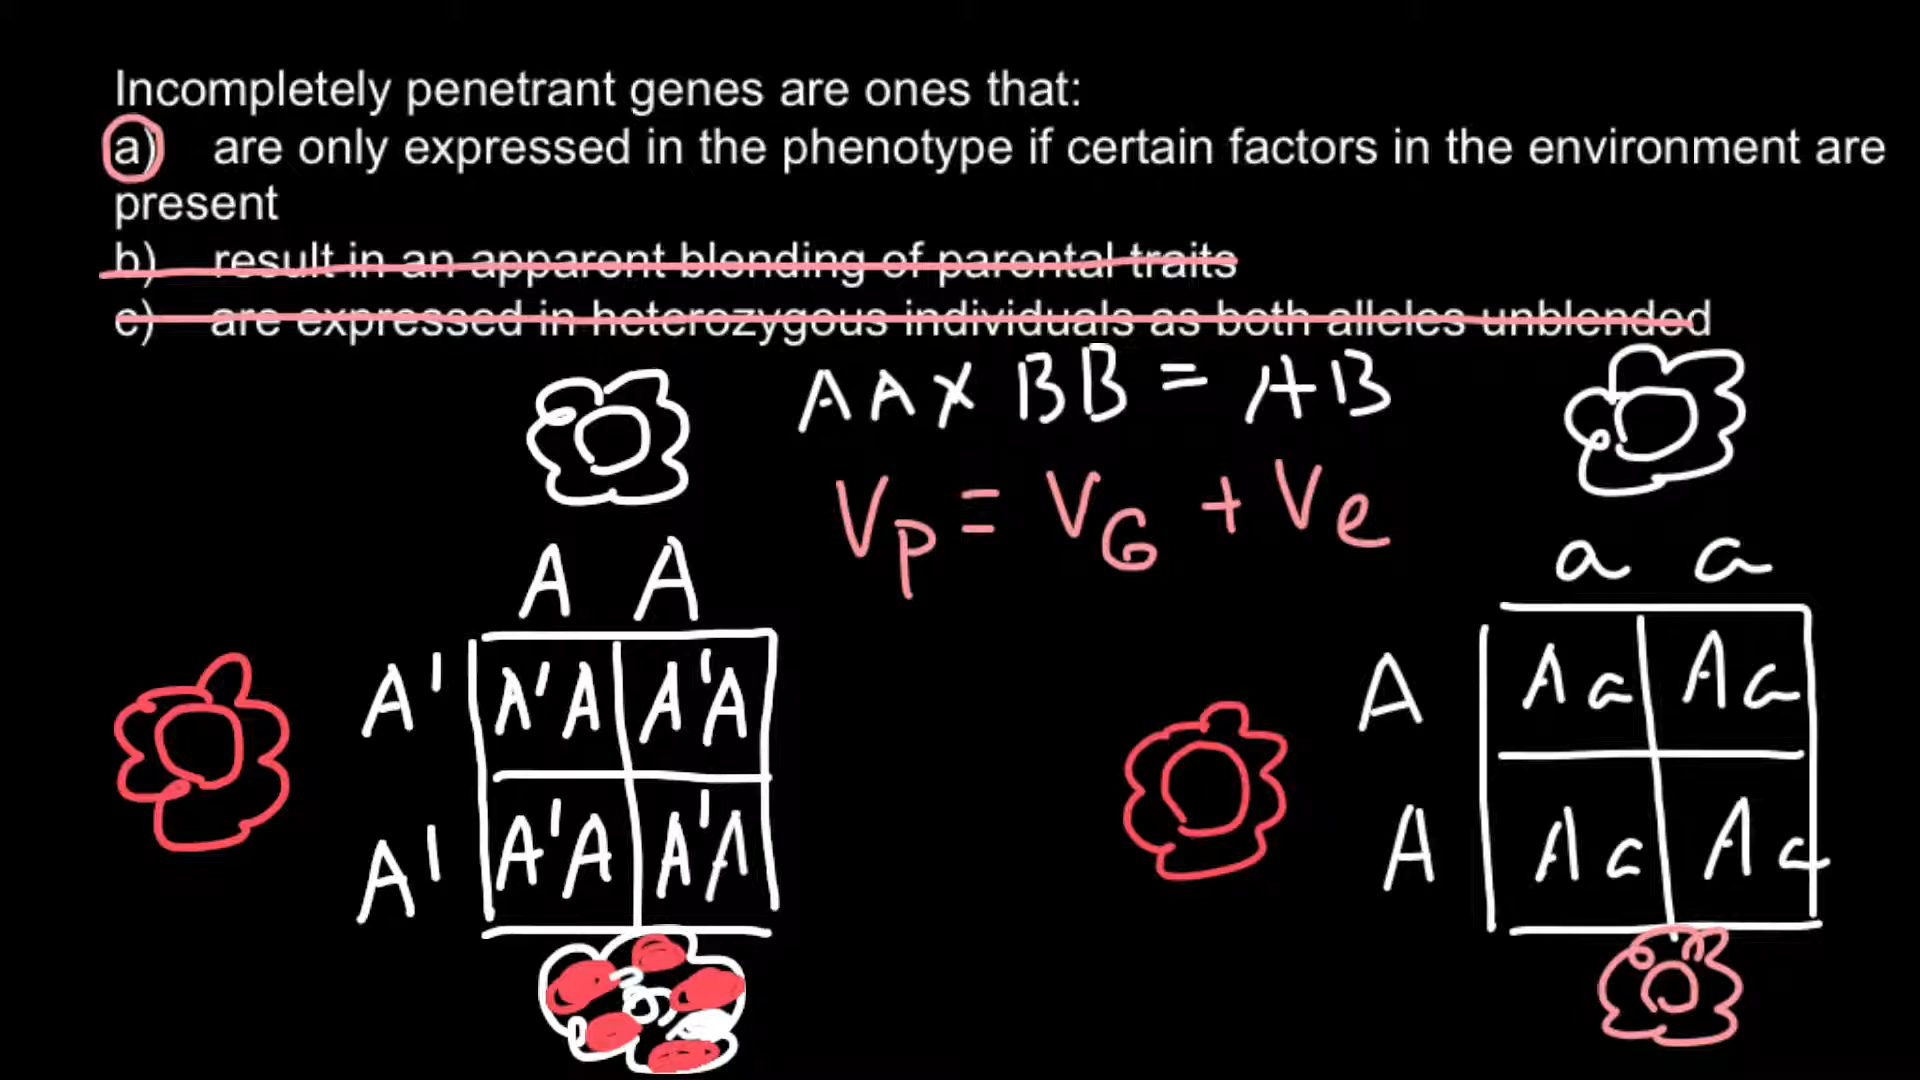 Incompletely penetrant genes are ones that:
a) are only expressed in the phenotype if certain factors in the environment are
present
b) result in an apparent blending of parental traits
c) are expressed in heterozygous individuals as both alleles unblended
AA x BB = AB
VP = VG + Ve
A A
A' A'A A'A
A' A'A A'A
a a
A Aa Aa
A Aa Aa